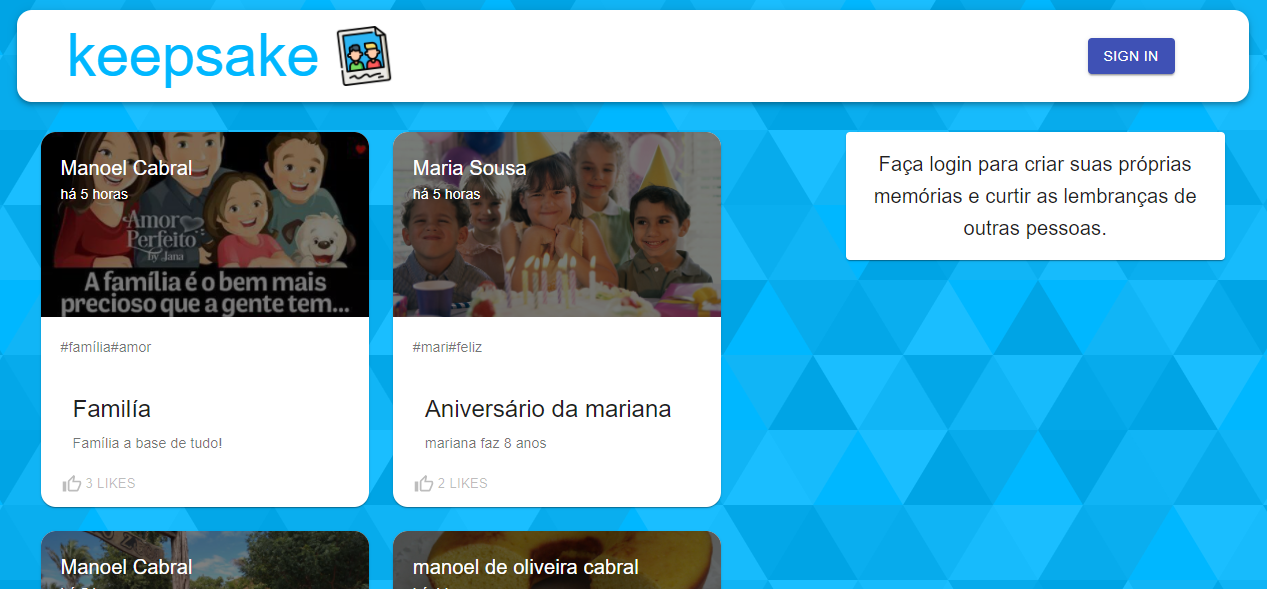 keepsake
SIGN IN
Manoel Cabral
há 5 horas
Amor
Perfeito
by Jana
A família é o bem mais
precioso que a gente tem...
#família#amor
Familía
Família a base de tudo!
3 LIKES
Maria Sousa
há 5 horas
#mari#feliz
Aniversário da mariana
mariana faz 8 anos
2 LIKES
Faça login para criar suas próprias
memórias e curtir as lembranças de
outras pessoas.
Manoel Cabral
manoel de oliveira cabral